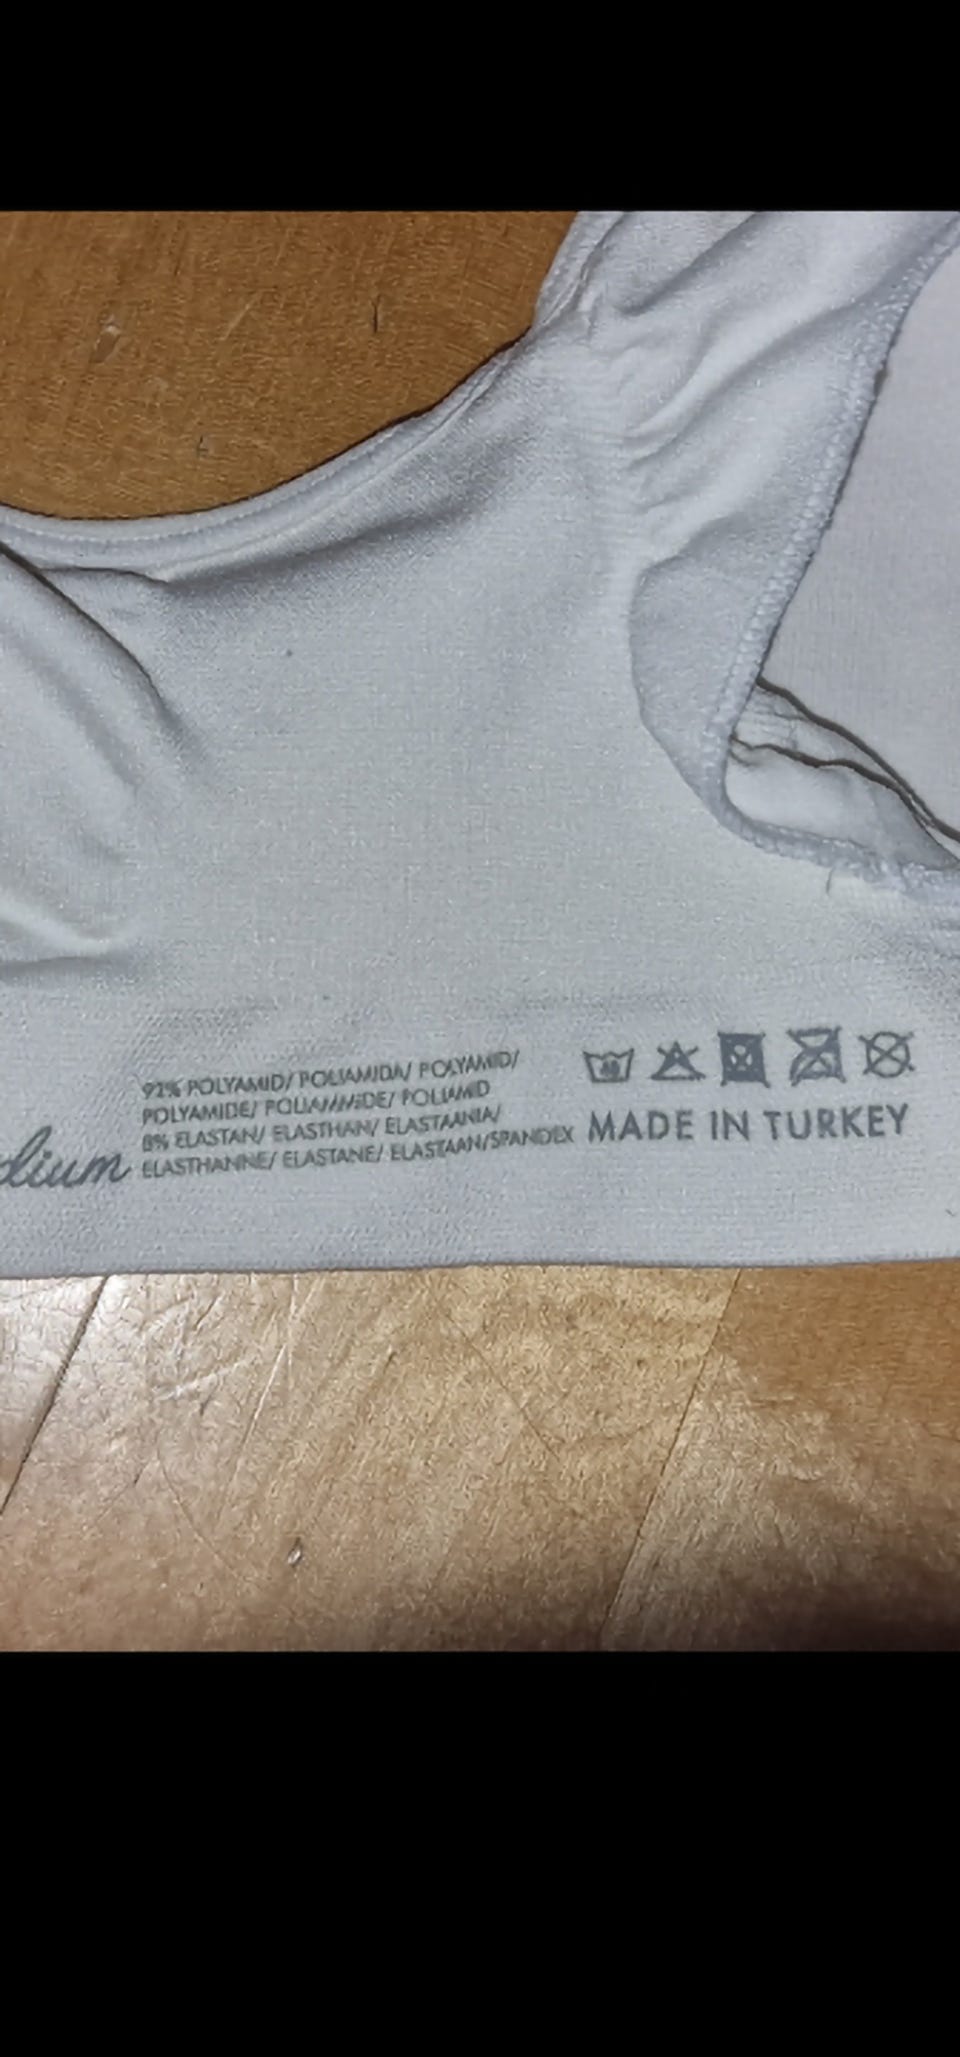 92% POLYAMID/ POLIAMIDA/ POLYAMID/
POLYAMIDE/ POLIAMMIDE/ POLIAMID
8% ELASTAN/ ELASTHAN/ ELASTAANIA/
ELASTHANNE/ ELASTANE/ ELASTAAN/SPANDEX
dium
40
MADE IN TURKEY